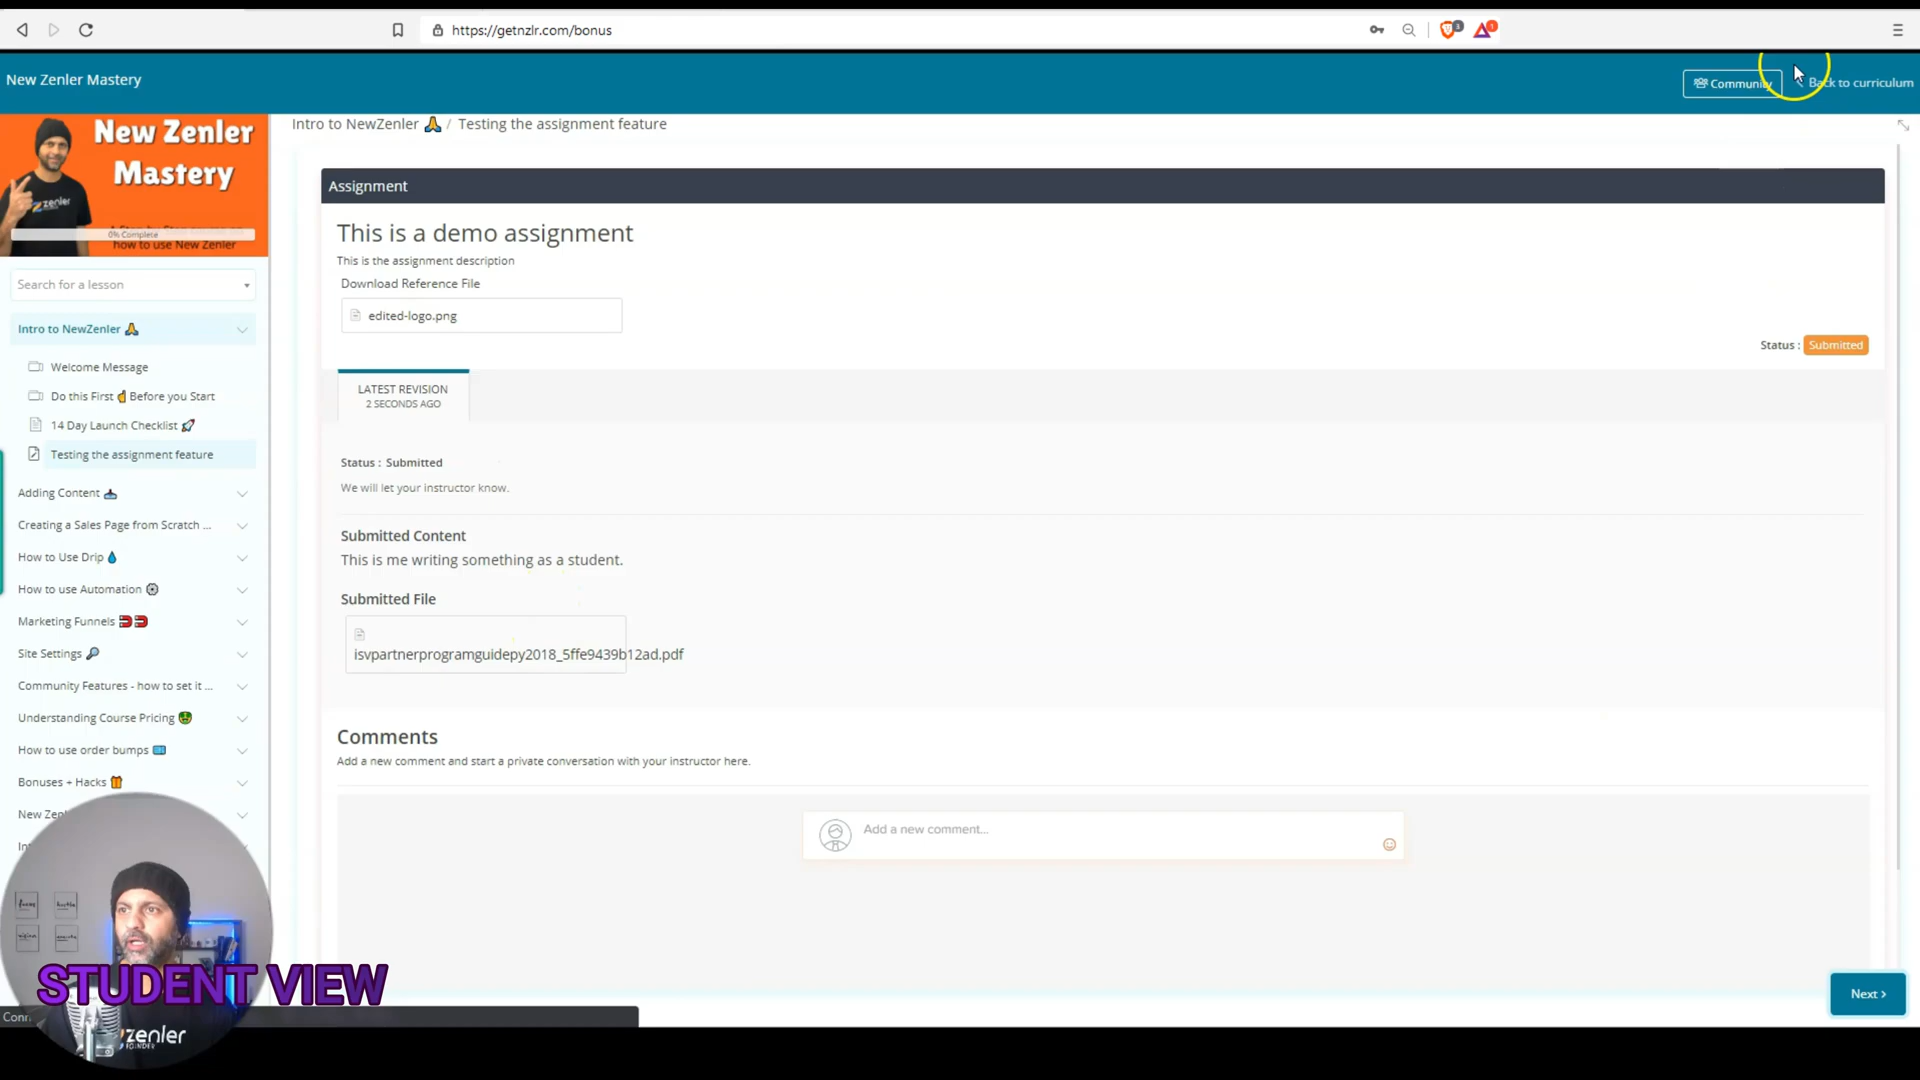 https://getnzlr.com/bonus
3
1
New Zenler Mastery
Community
Back to curriculum
New Zenler
Mastery
0% Complete
how to use New Zenler
zenler
Intro to NewZenler 🙏 / Testing the assignment feature
Search for a lesson
Intro to NewZenler 🙏
Welcome Message
Do this First ☝ Before you Start
14 Day Launch Checklist 🚀
Testing the assignment feature
Adding Content
Creating a Sales Page from Scratch ...
How to Use Drip 💧
How to use Automation
Marketing Funnels 🧲🧲
Site Settings 🔎
Community Features - how to set it ...
Understanding Course Pricing
How to use order bumps
Bonuses + Hacks 🎁
New Zen
Assignment
This is a demo assignment
This is the assignment description
Download Reference File
edited-logo.png
Status : Submitted
LATEST REVISION
2 SECONDS AGO
Status : Submitted
We will let your instructor know.
Submitted Content
This is me writing something as a student.
Submitted File
isvpartnerprogramguidepy2018_5ffe9439b12ad.pdf
Comments
Add a new comment and start a private conversation with your instructor here.
Add a new comment...
Next ›
STUDENT VIEW
Conn
zenler
FOUNDER